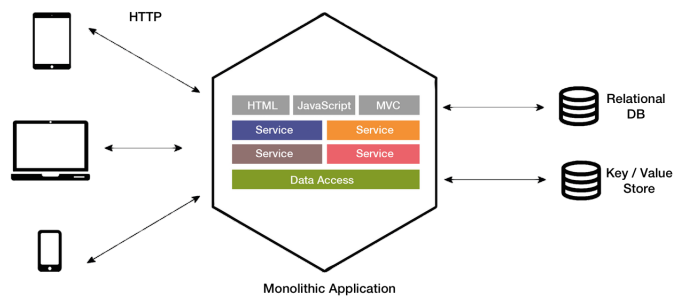 HTTP
HTML
JavaScript
MVC
Service
Service
Service
Service
Data Access
Relational
DB
Key / Value
Store
Monolithic Application